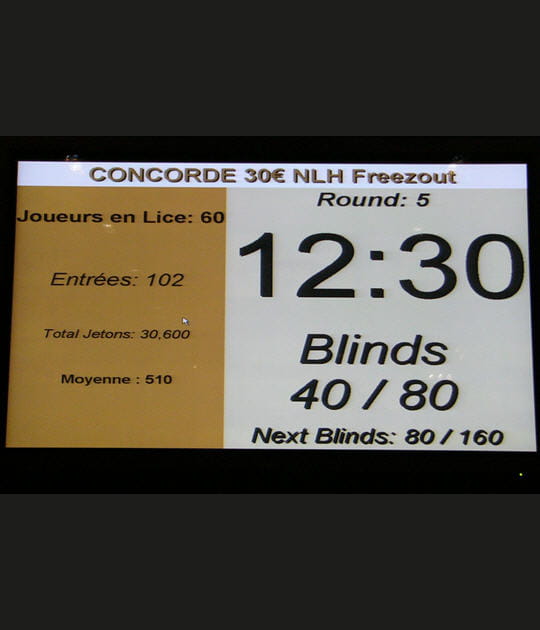 CONCORDE 30€ NLH Freezout
Joueurs en Lice: 60
Entrées: 102
Total Jetons: 30,600
Moyenne : 510
Round: 5
12:30
Blinds
40 / 80
Next Blinds: 80 / 160